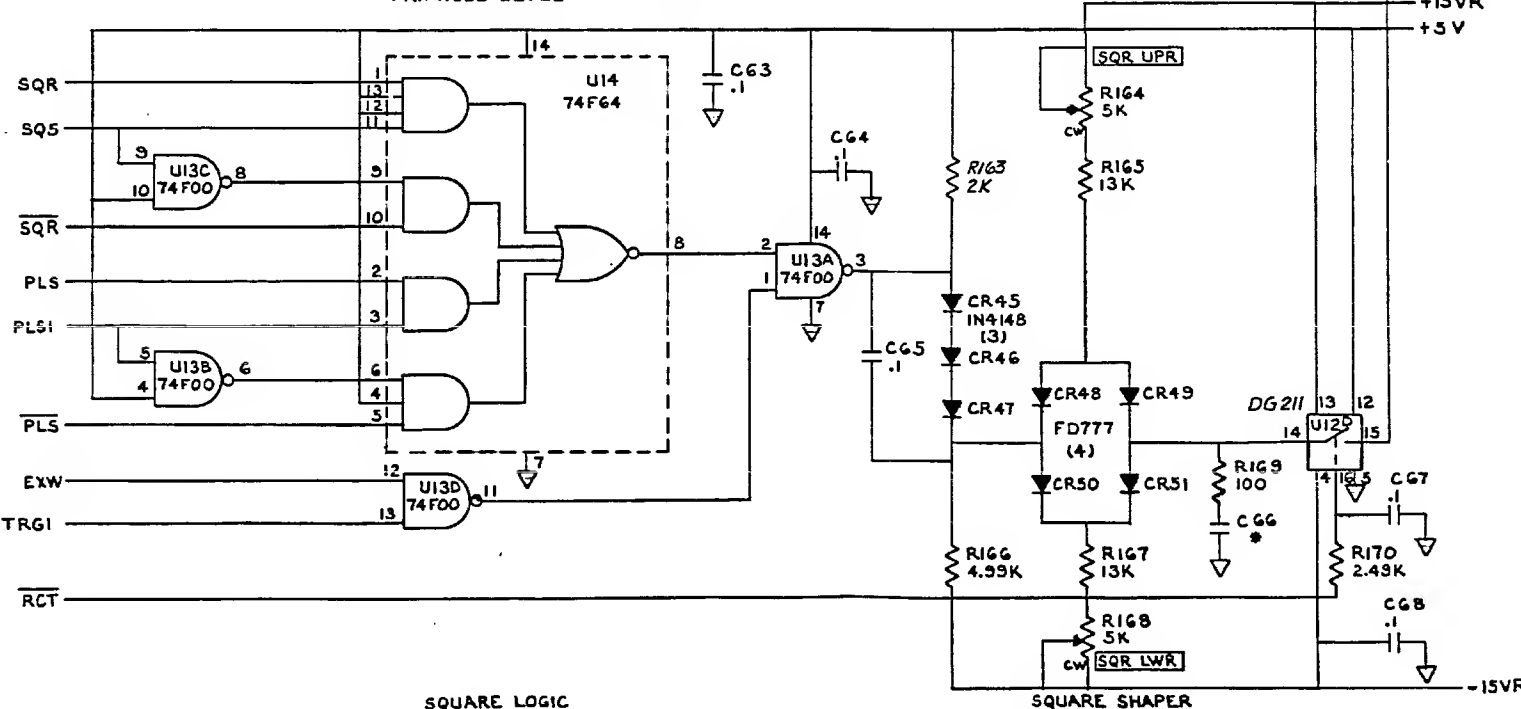 +15VR
+5V
14
SQR UPR
SQR
1
U14
74F64
C63
.1
R164
5K
CW
13
12
SQS
11
C64
.1
9
U13C
74F00
8
10
9
R163
2K
R165
13K
SQR
10
14
8
2
U13A
74F00
3
1
PLS
2
7
CR45
1N4148
(3)
PLS1
3
C65
.1
CR46
5
U13B
74F00
6
4
6
4
CR48
CR49
CR47
DG211
13
12
PLS
5
FD777
(4)
14
U12D
15
7
EXW
12
U13D
74F00
11
CR50
CR51
R169
100
4
16
5
C67
.1
TRG1
13
C66
*
R166
4.99K
R167
13K
R170
2.49K
RCT
C68
.1
R168
5K
CW
SQR LWR
-15VR
SQUARE LOGIC
SQUARE SHAPER